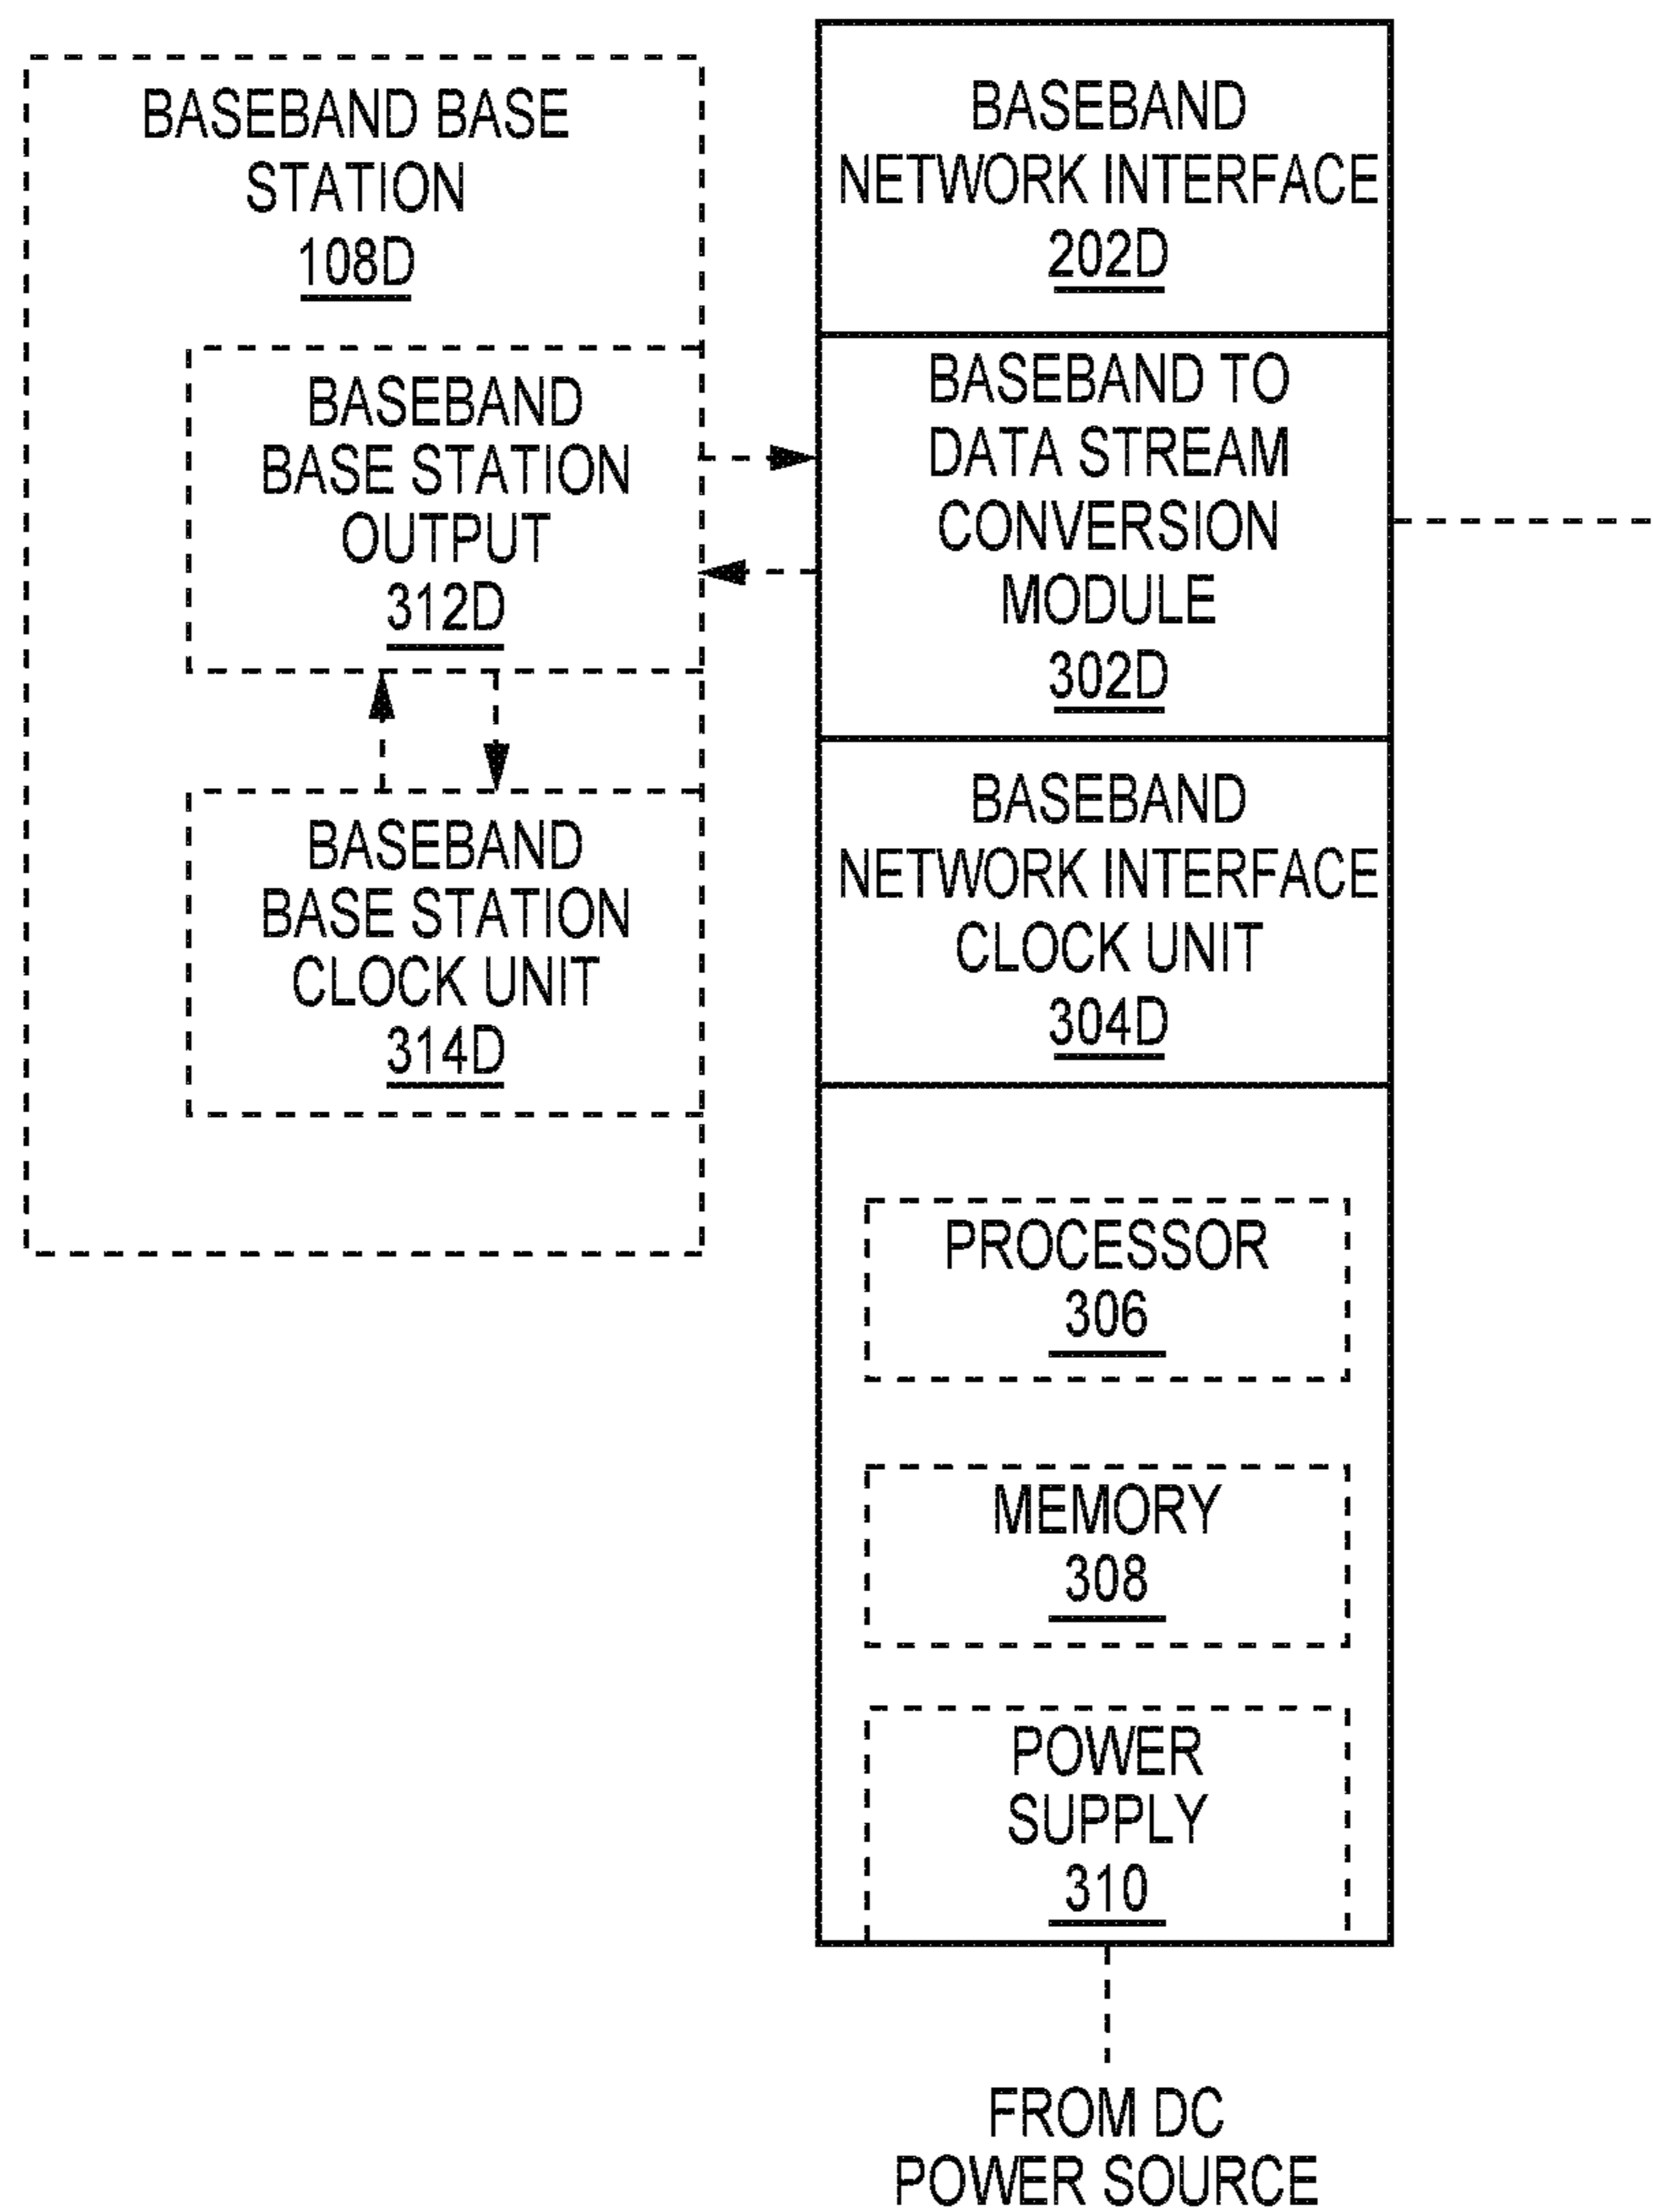 BASEBAND BASE
STATION
108D
BASEBAND
BASE STATION
OUTPUT
312D
BASEBAND
BASE STATION
CLOCK UNIT
314D
BASEBAND
NETWORK INTERFACE
202D
BASEBAND TO
DATA STREAM
CONVERSION
MODULE
302D
BASEBAND
NETWORK INTERFACE
CLOCK UNIT
304D
PROCESSOR
306
MEMORY
308
POWER
SUPPLY
310
FROM DC
POWER SOURCE